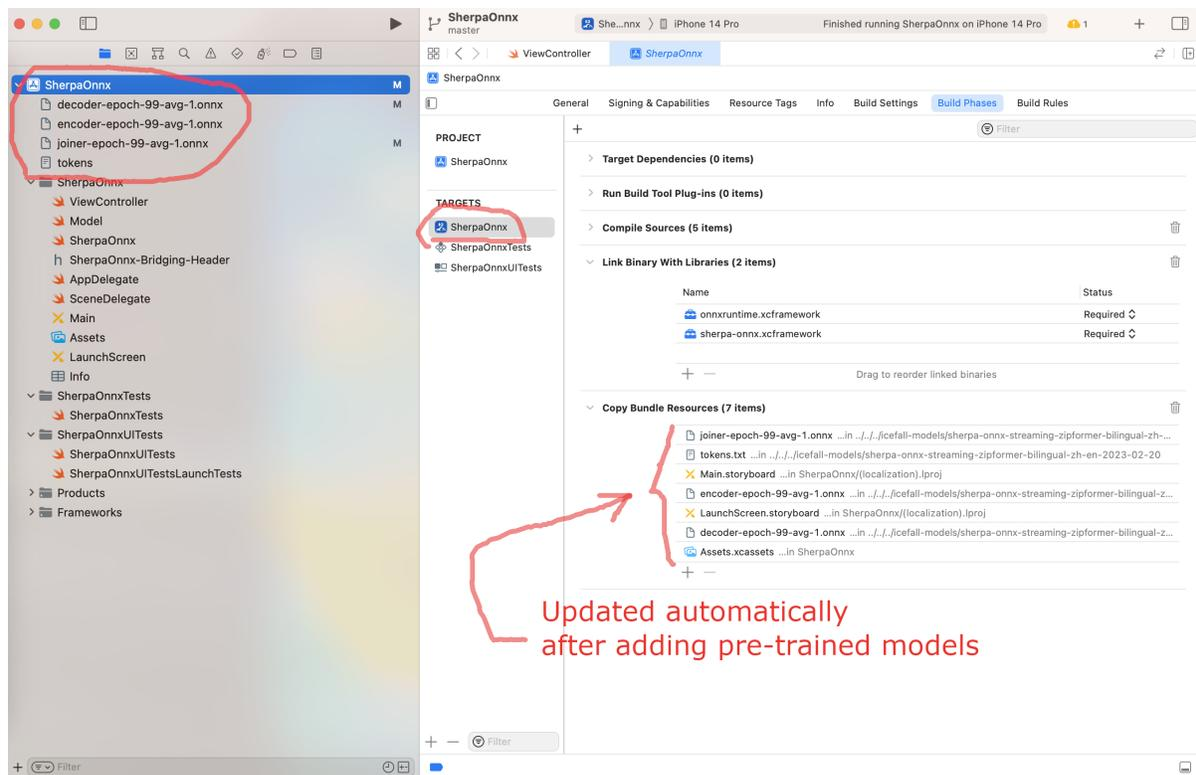 SherpaOnnx M
decoder-epoch-99-avg-1.onnx M
encoder-epoch-99-avg-1.onnx
joiner-epoch-99-avg-1.onnx M
tokens
SherpaOnnx
ViewController
Model
SherpaOnnx
SherpaOnnx-Bridging-Header
AppDelegate
SceneDelegate
Main
Assets
LaunchScreen
Info
SherpaOnnxTests
SherpaOnnxTests
SherpaOnnxUITests
SherpaOnnxUITests
SherpaOnnxUITestsLaunchTests
Products
Frameworks
Filter
SherpaOnnx
master
She...nnx
iPhone 14 Pro
Finished running SherpaOnnx on iPhone 14 Pro
1
ViewController
SherpaOnnx
SherpaOnnx
General Signing & Capabilities Resource Tags Info Build Settings Build Phases Build Rules
Filter
PROJECT
SherpaOnnx
TARGETS
SherpaOnnx
SherpaOnnxTests
SherpaOnnxUITests
Filter
Target Dependencies (0 items)
Run Build Tool Plug-ins (0 items)
Compile Sources (5 items)
Link Binary With Libraries (2 items)
Name Status
onnxruntime.xcframework Required
sherpa-onnx.xcframework Required
Drag to reorder linked binaries
Copy Bundle Resources (7 items)
joiner-epoch-99-avg-1.onnx ...in ../../../icefall-models/sherpa-onnx-streaming-zipformer-bilingual-zh-...
tokens.txt ...in ../../../icefall-models/sherpa-onnx-streaming-zipformer-bilingual-zh-en-2023-02-20
Main.storyboard ...in SherpaOnnx/(localization).lproj
encoder-epoch-99-avg-1.onnx ...in ../../../icefall-models/sherpa-onnx-streaming-zipformer-bilingual-z...
LaunchScreen.storyboard ...in SherpaOnnx/(localization).lproj
decoder-epoch-99-avg-1.onnx ...in ../../../icefall-models/sherpa-onnx-streaming-zipformer-bilingual-z...
Assets.xcassets ...in SherpaOnnx
Updated automatically
after adding pre-trained models